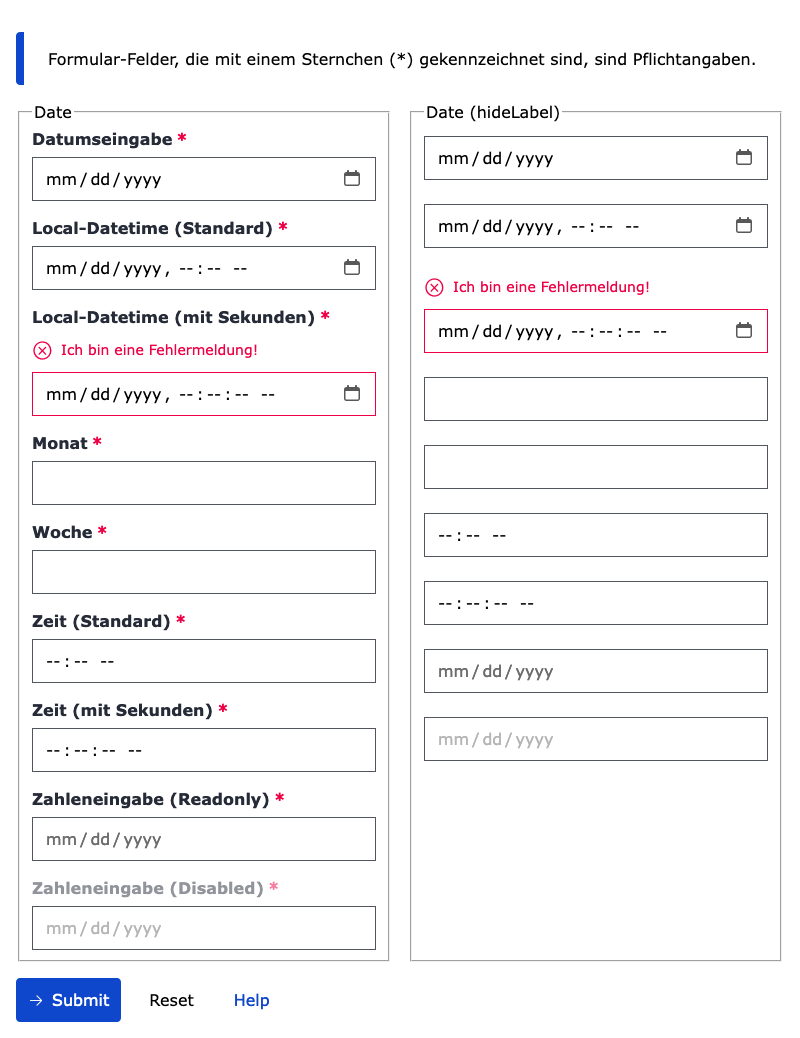 Formular-Felder, die mit einem Sternchen (*) gekennzeichnet sind, sind Pflichtangaben.
Date
Datumseingabe *
mm/dd/yyyy
Local-Datetime (Standard) *
mm/dd/yyyy, --:-- --
Local-Datetime (mit Sekunden) *
Ich bin eine Fehlermeldung!
mm/dd/yyyy, --:--:-- --
Monat *
Woche *
Zeit (Standard) *
--:-- --
Zeit (mit Sekunden) *
--:--:-- --
Zahleneingabe (Readonly) *
mm/dd/yyyy
Zahleneingabe (Disabled) *
mm/dd/yyyy
Date (hideLabel)
mm/dd/yyyy
mm/dd/yyyy, --:-- --
Ich bin eine Fehlermeldung!
mm/dd/yyyy, --:--:-- --
--:-- --
--:--:-- --
mm/dd/yyyy
mm/dd/yyyy
→ Submit Reset Help